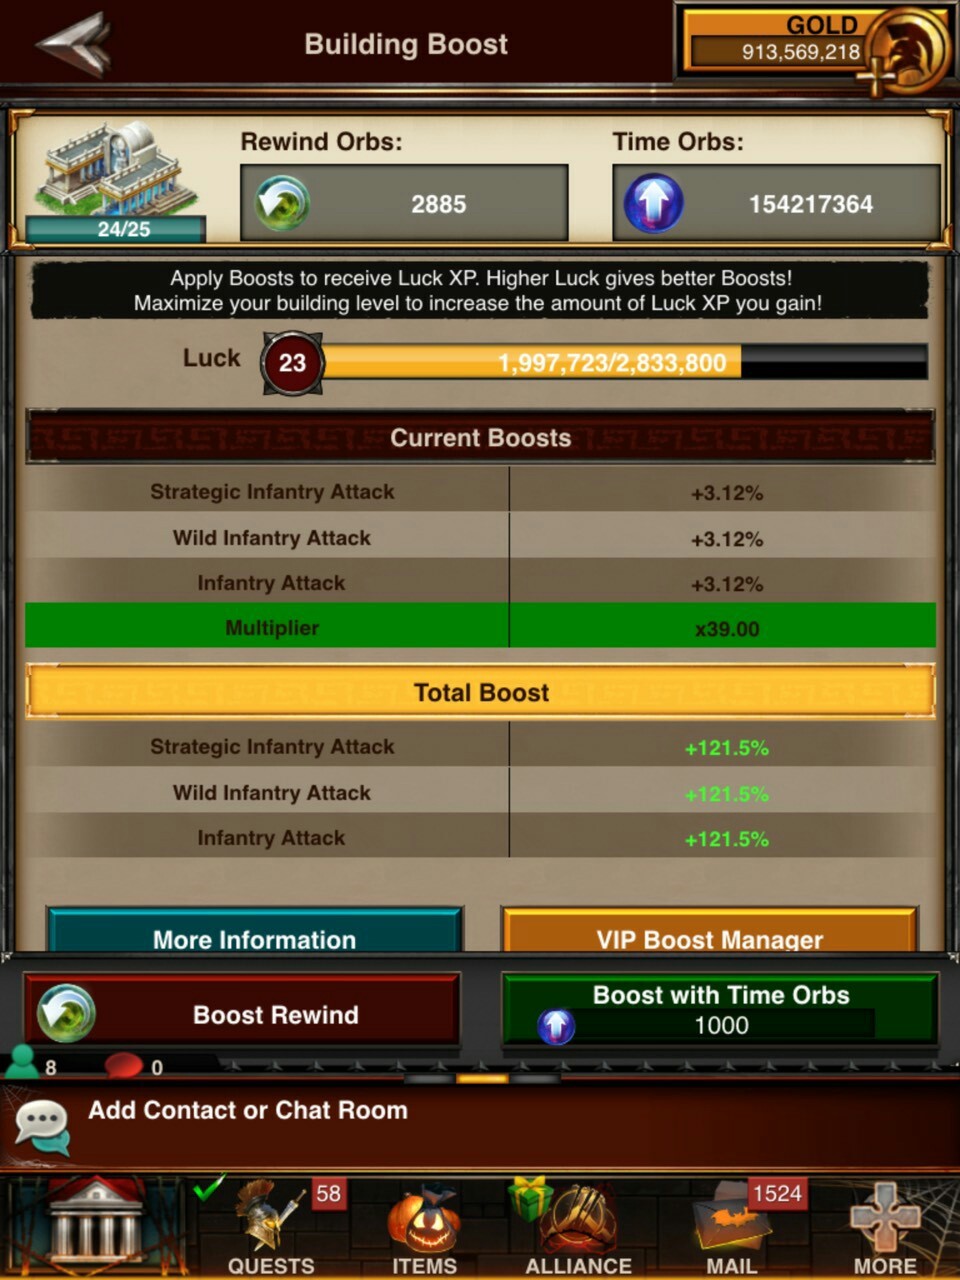 Building Boost
GOLD
913,569,218
Rewind Orbs:
Time Orbs:
2885
154217364
24/25
Apply Boosts to receive Luck XP. Higher Luck gives better Boosts!
Maximize your building level to increase the amount of Luck XP you gain!
Luck
23
1,997,723/2,833,800
Current Boosts
Strategic Infantry Attack +3.12%
Wild Infantry Attack +3.12%
Infantry Attack +3.12%
Multiplier x39.00
Total Boost
Strategic Infantry Attack +121.5%
Wild Infantry Attack +121.5%
Infantry Attack +121.5%
More Information
VIP Boost Manager
Boost Rewind
Boost with Time Orbs
1000
8
0
Add Contact or Chat Room
58
1524
QUESTS
ITEMS
ALLIANCE
MAIL
MORE